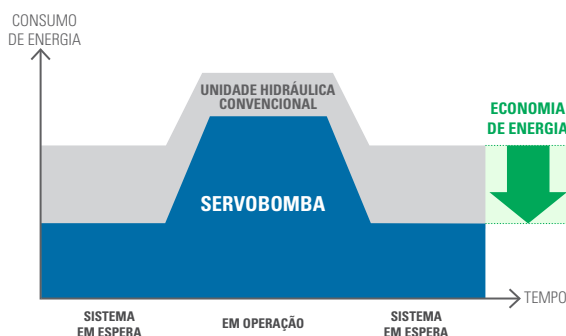 CONSUMO
DE ENERGIA
UNIDADE HIDRÁULICA
CONVENCIONAL
ECONOMIA
DE ENERGIA
SERVOBOMBA
TEMPO
SISTEMA
EM ESPERA
EM OPERAÇÃO
SISTEMA
EM ESPERA